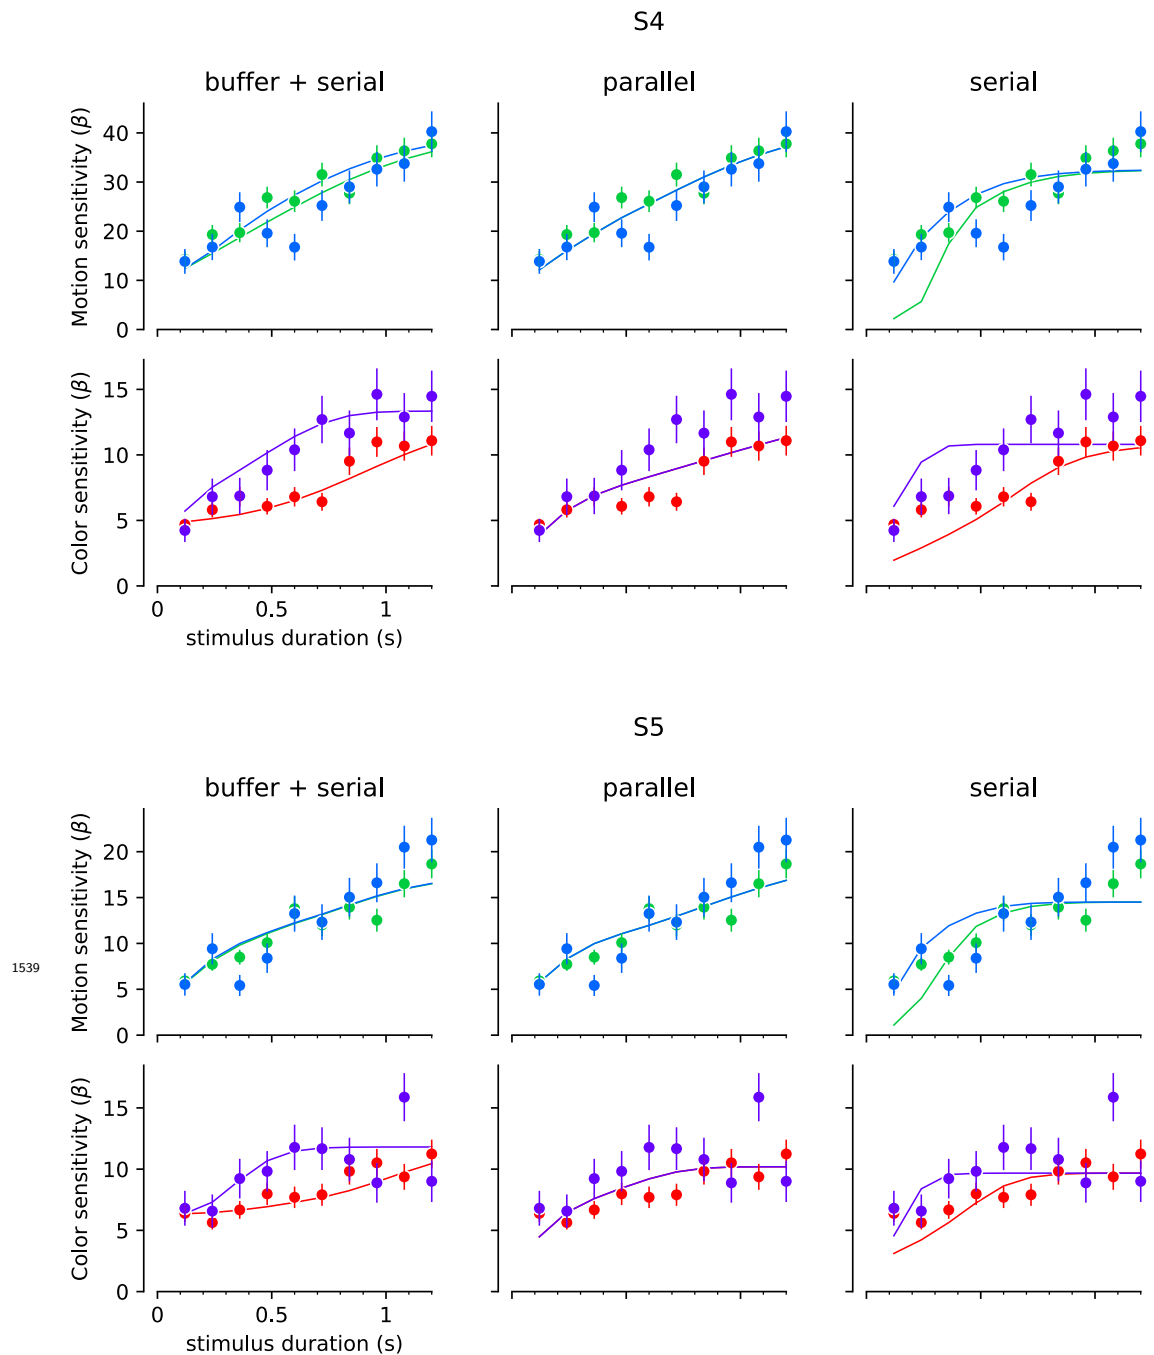 S4
buffer + serial parallel serial
Motion sensitivity (β)
40
30
20
10
0
Color sensitivity (β)
15
10
5
0
0 0.5 1
stimulus duration (s)
S5
buffer + serial parallel serial
Motion sensitivity (β)
20
15
10
5
0
1539
Color sensitivity (β)
15
10
5
0
0 0.5 1
stimulus duration (s)